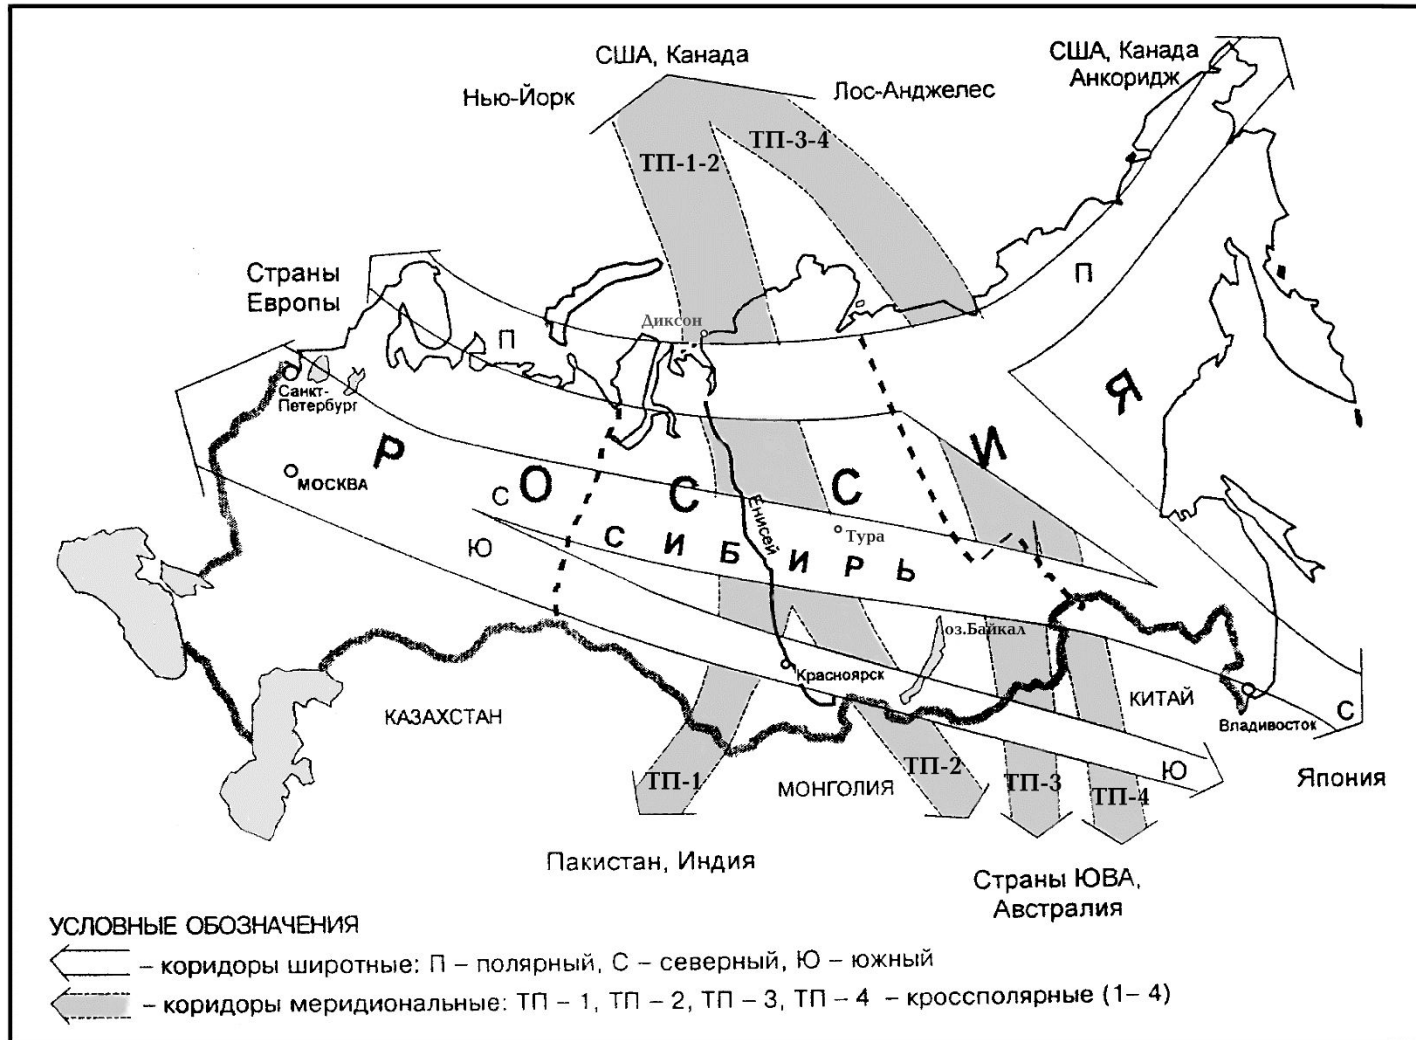 США, Канада
США, Канада
Анкоридж
Нью-Йорк
Лос-Анджелес
ТП-3-4
ТП-1-2
Страны
Европы
П
П
Диксон
Санкт-
Петербург
Я
РОССИ
МОСКВА
С
Енисей
Тура
Ю
СИБИРЬ
оз.Байкал
Красноярск
КИТАЙ
КАЗАХСТАН
Владивосток
С
Ю
Япония
ТП-1
ТП-2
ТП-3
ТП-4
МОНГОЛИЯ
Пакистан, Индия
Страны ЮВА,
Австралия
УСЛОВНЫЕ ОБОЗНАЧЕНИЯ
– коридоры широтные: П – полярный, С – северный, Ю – южный
– коридоры меридиональные: ТП – 1, ТП – 2, ТП – 3, ТП – 4 – кроссполярные (1– 4)